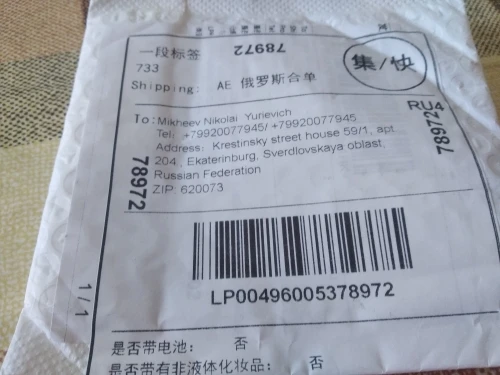 一段标签
78972
733
集/快
Shipping: AE 俄罗斯合单
RU4
To: Mikheev Nikolai Yurievich
Tel: +79920077945/ +79920077945
Address: Krestinsky street house 59/1, apt
204, Ekaterinburg, Sverdlovskaya oblast,
Russian Federation
ZIP: 620073
78972
78972
LP00496005378972
1/1
是否带电池: 否
是否带有非液体化妆品: 否